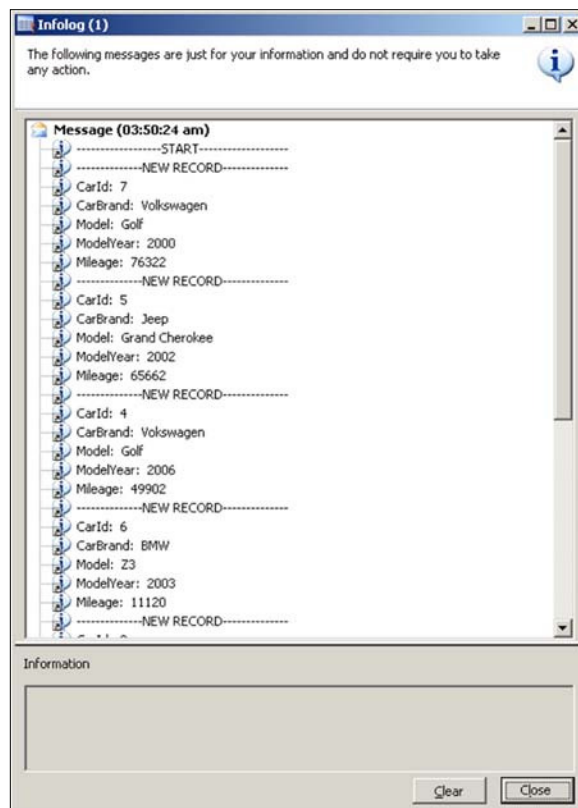 Infolog (1)
The following messages are just for your information and do not require you to take
any action.
Message (03:50:24 am)
-------------------START--------------------
---------------NEW RECORD---------------
CarId: 7
CarBrand: Volkswagen
Model: Golf
ModelYear: 2000
Mileage: 76322
---------------NEW RECORD---------------
CarId: 5
CarBrand: Jeep
Model: Grand Cherokee
ModelYear: 2002
Mileage: 65662
---------------NEW RECORD---------------
CarId: 4
CarBrand: Vokswagen
Model: Golf
ModelYear: 2006
Mileage: 49902
---------------NEW RECORD---------------
CarId: 6
CarBrand: BMW
Model: Z3
ModelYear: 2003
Mileage: 11120
---------------NEW RECORD---------------
Information
Clear
Close